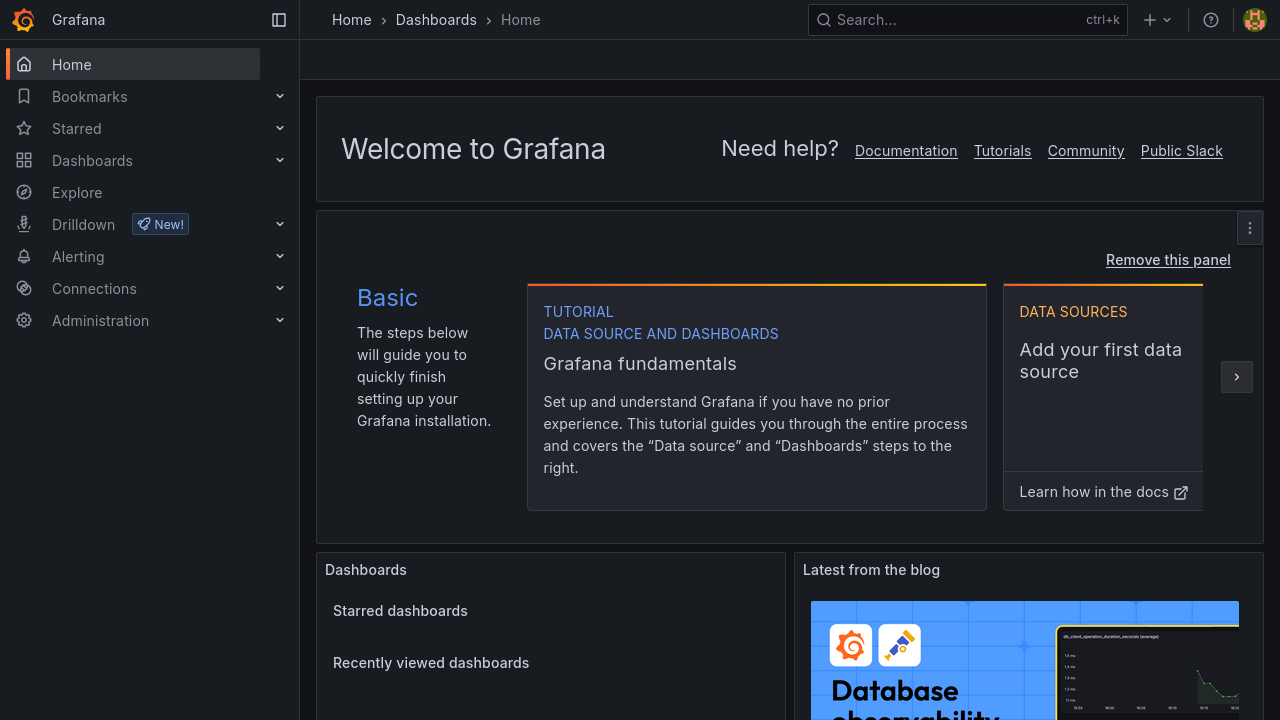 Grafana
Home
Dashboards
Home
Search...
ctrl+k
Home
Bookmarks
Starred
Dashboards
Explore
Drilldown
New!
Alerting
Connections
Administration
Welcome to Grafana
Need help?
Documentation
Tutorials
Community
Public Slack
Remove this panel
Basic
The steps below
will guide you to
quickly finish
setting up your
Grafana installation.
TUTORIAL
DATA SOURCE AND DASHBOARDS
Grafana fundamentals
Set up and understand Grafana if you have no prior
experience. This tutorial guides you through the entire process
and covers the “Data source” and “Dashboards” steps to the
right.
DATA SOURCES
Add your first data
source
Learn how in the docs
Dashboards
Starred dashboards
Recently viewed dashboards
Latest from the blog
Database
observability
db_client_operation_duration_seconds (average)